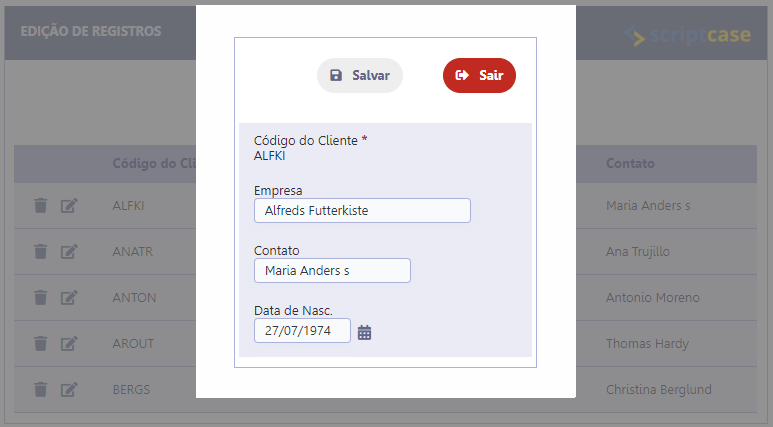 EDIÇÃO DE REGISTROS
scriptcase
Salvar
Sair
Código do Cliente *
ALFKI
Empresa
Alfreds Futterkiste
Contato
Maria Anders s
Data de Nasc.
27/07/1974
Código do Cli
Contato
ALFKI
Maria Anders s
ANATR
Ana Trujillo
ANTON
Antonio Moreno
AROUT
Thomas Hardy
BERGS
Christina Berglund